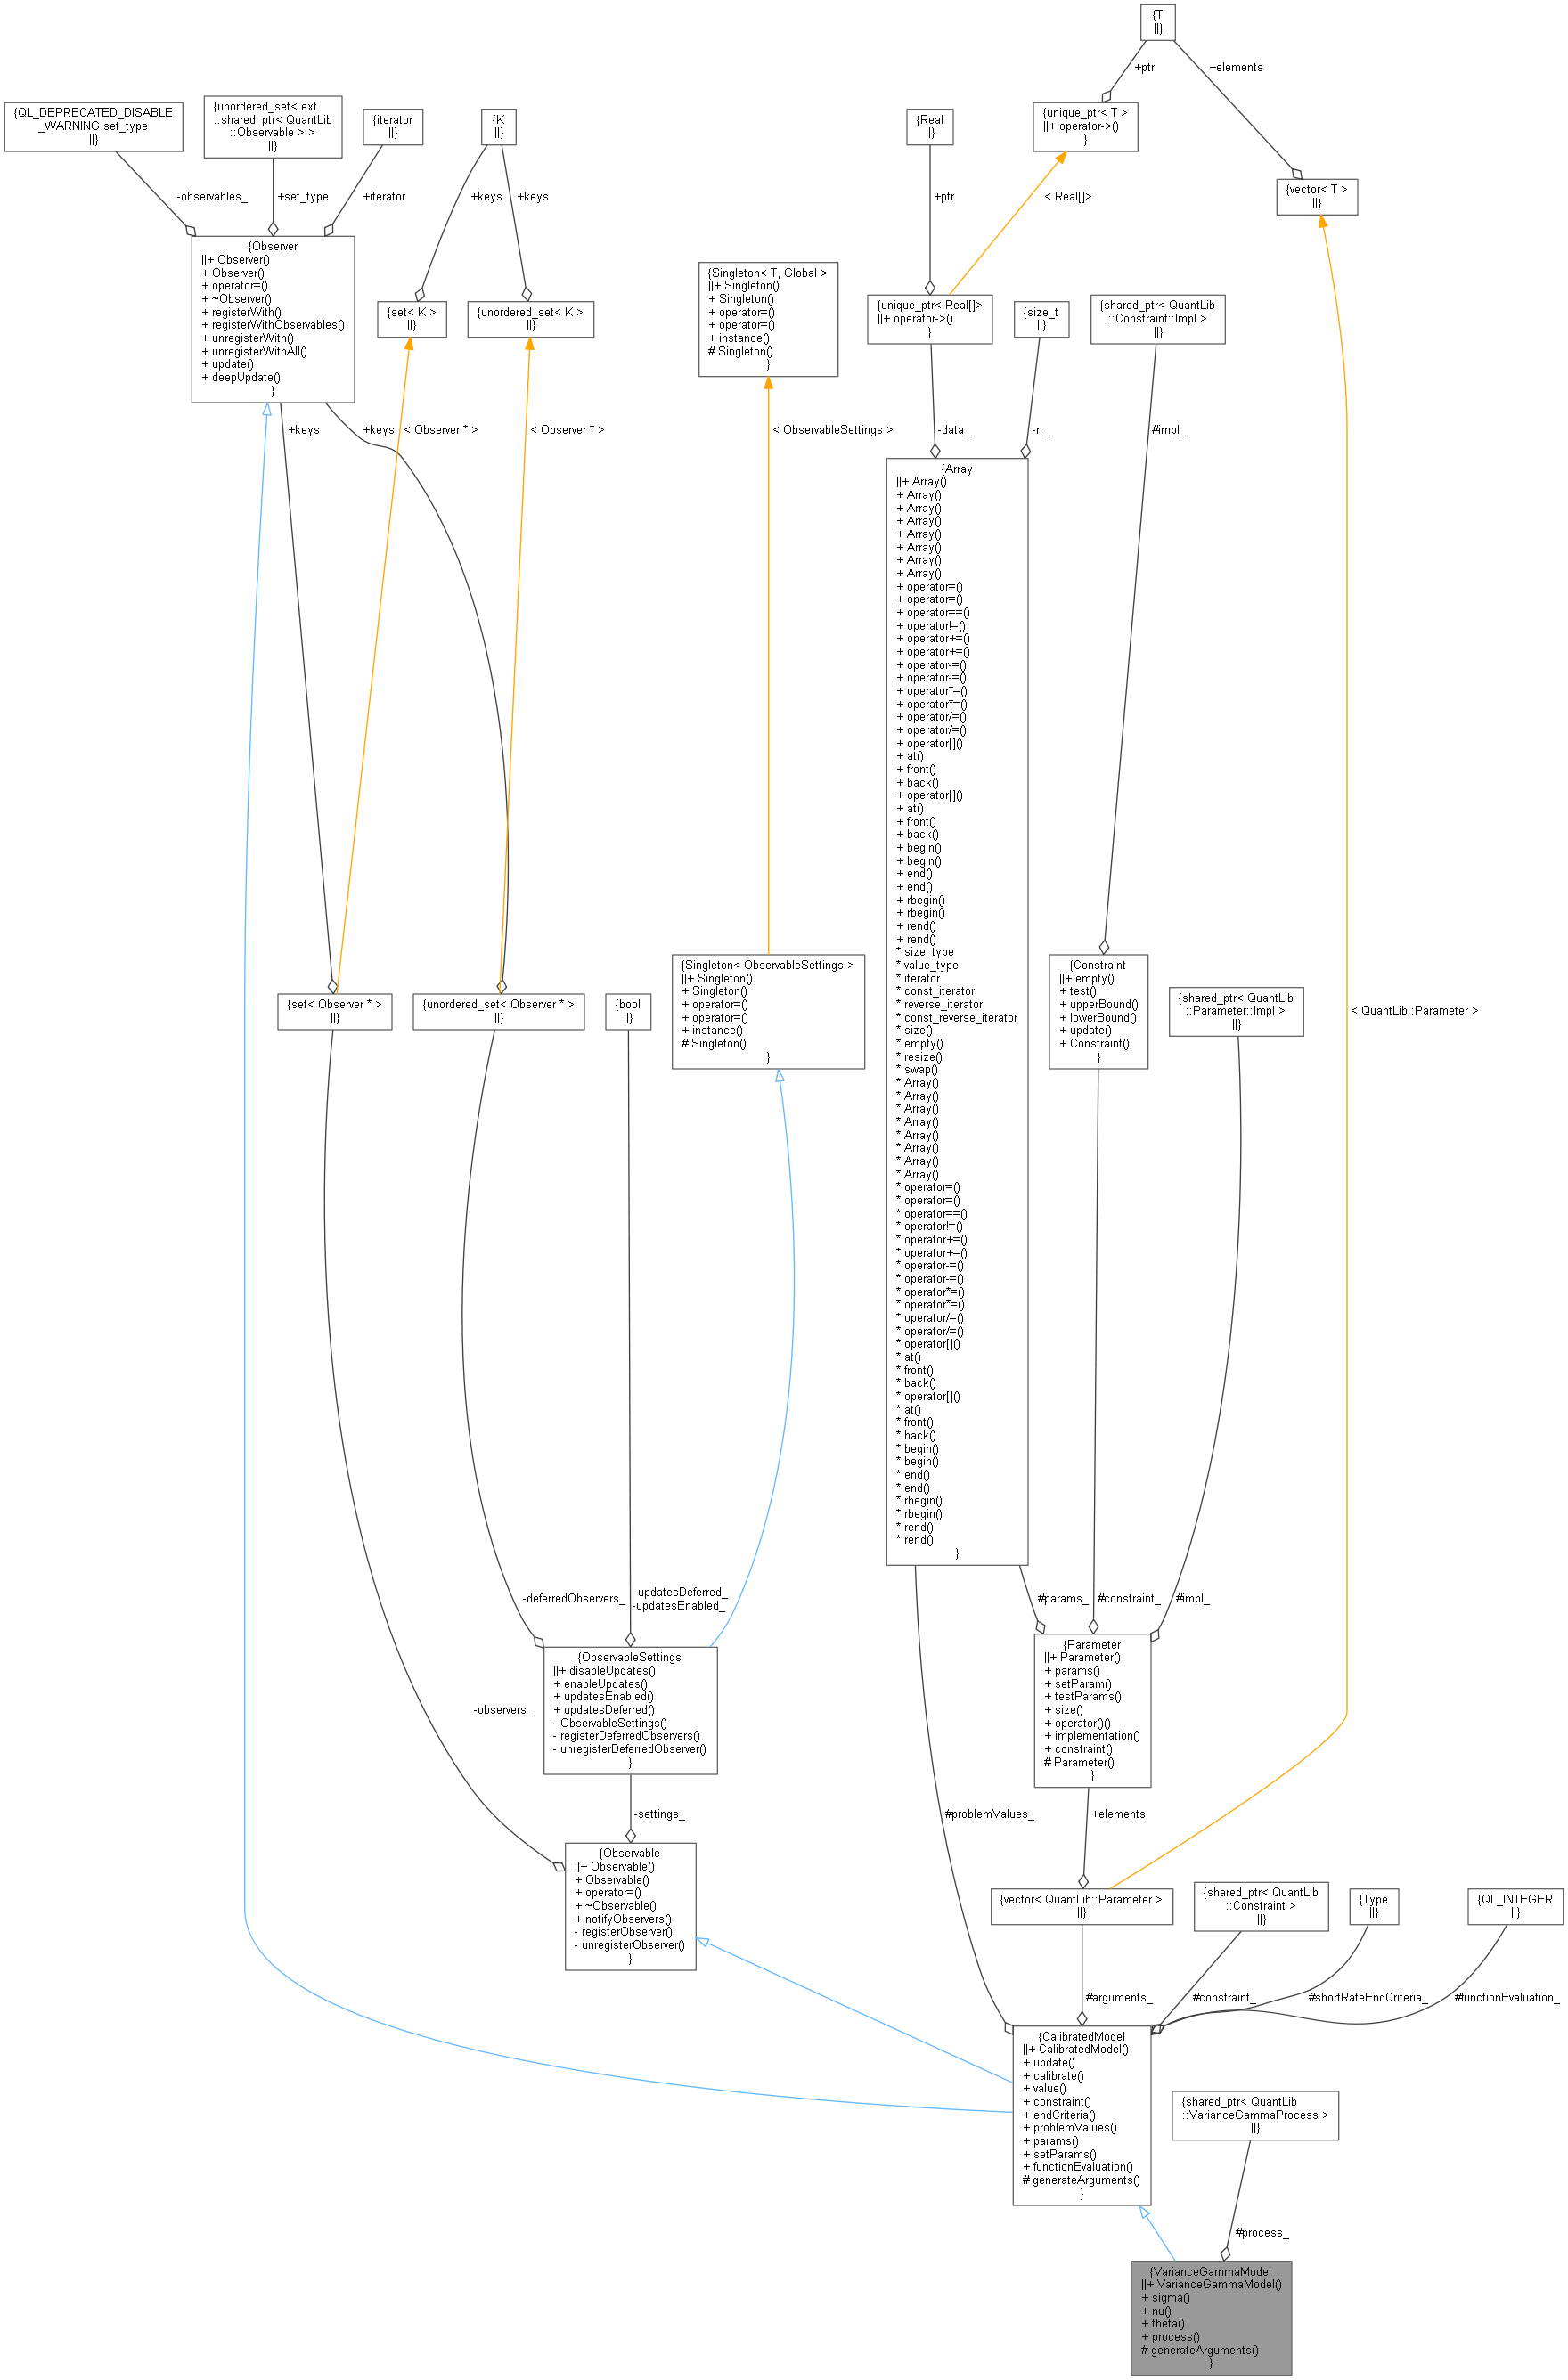 {T
||}
+ptr
+elements
{QL_DEPRECATED_DISABLE
_WARNING set_type
||}
{unordered_set< ext
::shared_ptr< QuantLib
::Observable > >
||}
{iterator
||}
{K
||}
{Real
||}
{unique_ptr< T >
||+ operator->()
}
{vector< T >
||}
-observables_
+set_type
+iterator
+keys
+keys
+ptr
< Real[]>
{Observer
||+ Observer()
+ Observer()
+ operator=()
+ ~Observer()
+ registerWith()
+ registerWithObservables()
+ unregisterWith()
+ unregisterWithAll()
+ update()
+ deepUpdate()
}
{set< K >
||}
{unordered_set< K >
||}
{Singleton< T, Global >
||+ Singleton()
+ Singleton()
+ operator=()
+ operator=()
+ instance()
# Singleton()
}
{unique_ptr< Real[]>
||+ operator->()
}
{size_t
||}
{shared_ptr< QuantLib
::Constraint::Impl >
||}
+keys
+keys
< Observer * >
< Observer * >
< ObservableSettings >
-data_
-n_
#impl_
{Array
||+ Array()
+ Array()
+ Array()
+ Array()
+ Array()
+ Array()
+ Array()
+ Array()
+ operator=()
+ operator=()
+ operator==()
+ operator!=()
+ operator+=()
+ operator+=()
+ operator-=()
+ operator-=()
+ operator*=()
+ operator*=()
+ operator/=()
+ operator/=()
+ operator[]()
+ at()
+ front()
+ back()
+ operator[]()
+ at()
+ front()
+ back()
+ begin()
+ begin()
+ end()
+ end()
+ rbegin()
+ rbegin()
+ rend()
+ rend()
* size_type
* value_type
* iterator
* const_iterator
* reverse_iterator
* const_reverse_iterator
* size()
* empty()
* resize()
* swap()
* Array()
* Array()
* Array()
* Array()
* Array()
* Array()
* Array()
* Array()
* operator=()
* operator=()
* operator==()
* operator!=()
* operator+=()
* operator+=()
* operator-=()
* operator-=()
* operator*=()
* operator*=()
* operator/=()
* operator/=()
* operator[]()
* at()
* front()
* back()
* operator[]()
* at()
* front()
* back()
* begin()
* begin()
* end()
* end()
* rbegin()
* rbegin()
* rend()
* rend()
}
{set< Observer * >
||}
{unordered_set< Observer * >
||}
{bool
||}
{Singleton< ObservableSettings >
||+ Singleton()
+ Singleton()
+ operator=()
+ operator=()
+ instance()
# Singleton()
}
{Constraint
||+ empty()
+ test()
+ upperBound()
+ lowerBound()
+ update()
+ Constraint()
}
{shared_ptr< QuantLib
::Parameter::Impl >
||}
< QuantLib::Parameter >
-deferredObservers_
-updatesDeferred_
-updatesEnabled_
#params_
#constraint_
#impl_
{ObservableSettings
||+ disableUpdates()
+ enableUpdates()
+ updatesEnabled()
+ updatesDeferred()
- ObservableSettings()
- registerDeferredObservers()
- unregisterDeferredObserver()
}
{Parameter
||+ Parameter()
+ params()
+ setParam()
+ testParams()
+ size()
+ operator()()
+ implementation()
+ constraint()
# Parameter()
}
-observers_
-settings_
#problemValues_
+elements
{Observable
||+ Observable()
+ Observable()
+ operator=()
+ ~Observable()
+ notifyObservers()
- registerObserver()
- unregisterObserver()
}
{vector< QuantLib::Parameter >
||}
{shared_ptr< QuantLib
::Constraint >
||}
{Type
||}
{QL_INTEGER
||}
#arguments_
#constraint_
#shortRateEndCriteria_
#functionEvaluation_
{CalibratedModel
||+ CalibratedModel()
+ update()
+ calibrate()
+ value()
+ constraint()
+ endCriteria()
+ problemValues()
+ params()
+ setParams()
+ functionEvaluation()
# generateArguments()
}
{shared_ptr< QuantLib
::VarianceGammaProcess >
||}
#process_
{VarianceGammaModel
||+ VarianceGammaModel()
+ sigma()
+ nu()
+ theta()
+ process()
# generateArguments()
}